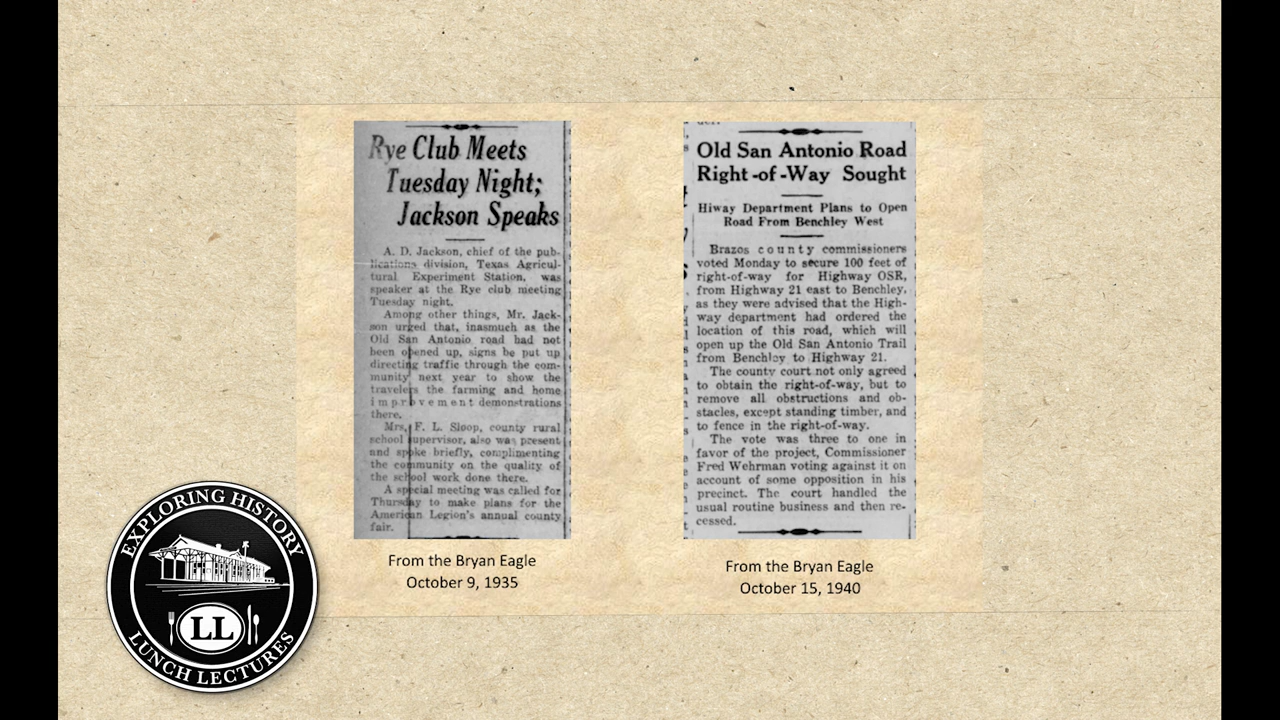 Rye Club Meets
Tuesday Night;
Jackson Speaks
A. D. Jackson, chief of the pub-
lications division, Texas Agricul-
tural Experiment Station, was
speaker at the Rye club meeting
Tuesday night.
Among other things, Mr. Jack-
son urged that, inasmuch as the
Old San Antonio road had not
been opened up, signs be put up
directing traffic through the com-
munity next year to show the
travelers the farming and home
improvement demonstrations
there.
Mrs. F. L. Sloop, county rural
school supervisor, also was present
and spoke briefly, complimenting
the community on the quality of
the school work done there.
A special meeting was called for
Thursday to make plans for the
American Legion's annual county
fair.
From the Bryan Eagle
October 9, 1935
Old San Antonio Road
Right-of-Way Sought
Hiway Department Plans to Open
Road From Benchley West
Brazos county commissioners
voted Monday to secure 100 feet of
right-of-way for Highway OSR,
from Highway 21 east to Benchley,
as they were advised that the High-
way department had ordered the
location of this road, which will
open up the Old San Antonio Trail
from Benchley to Highway 21.
The county court not only agreed
to obtain the right-of-way, but to
remove all obstructions and ob-
stacles, except standing timber, and
to fence in the right-of-way.
The vote was three to one in
favor of the project, Commissioner
Fred Wehrman voting against it on
account of some opposition in his
precinct. The court handled the
usual routine business and then re-
cessed.
From the Bryan Eagle
October 15, 1940
EXPLORING HISTORY
LL
LUNCH LECTURES